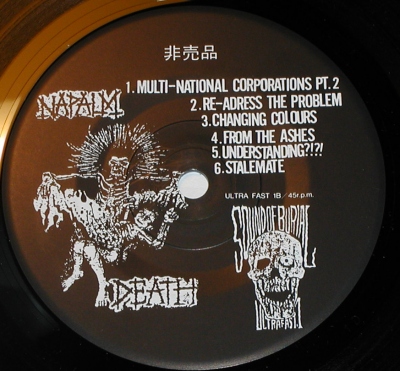 非売品
1. MULTI-NATIONAL CORPORATIONS PT. 2
2. RE-ADRESS THE PROBLEM
3. CHANGING COLOURS
4. FROM THE ASHES
5. UNDERSTANDING?!?!
6. STALEMATE
NAPALM
DEATH
ULTRA FAST 1B / 45r.p.m.
SOUND OF BURIAL
ULTRA FAST 1